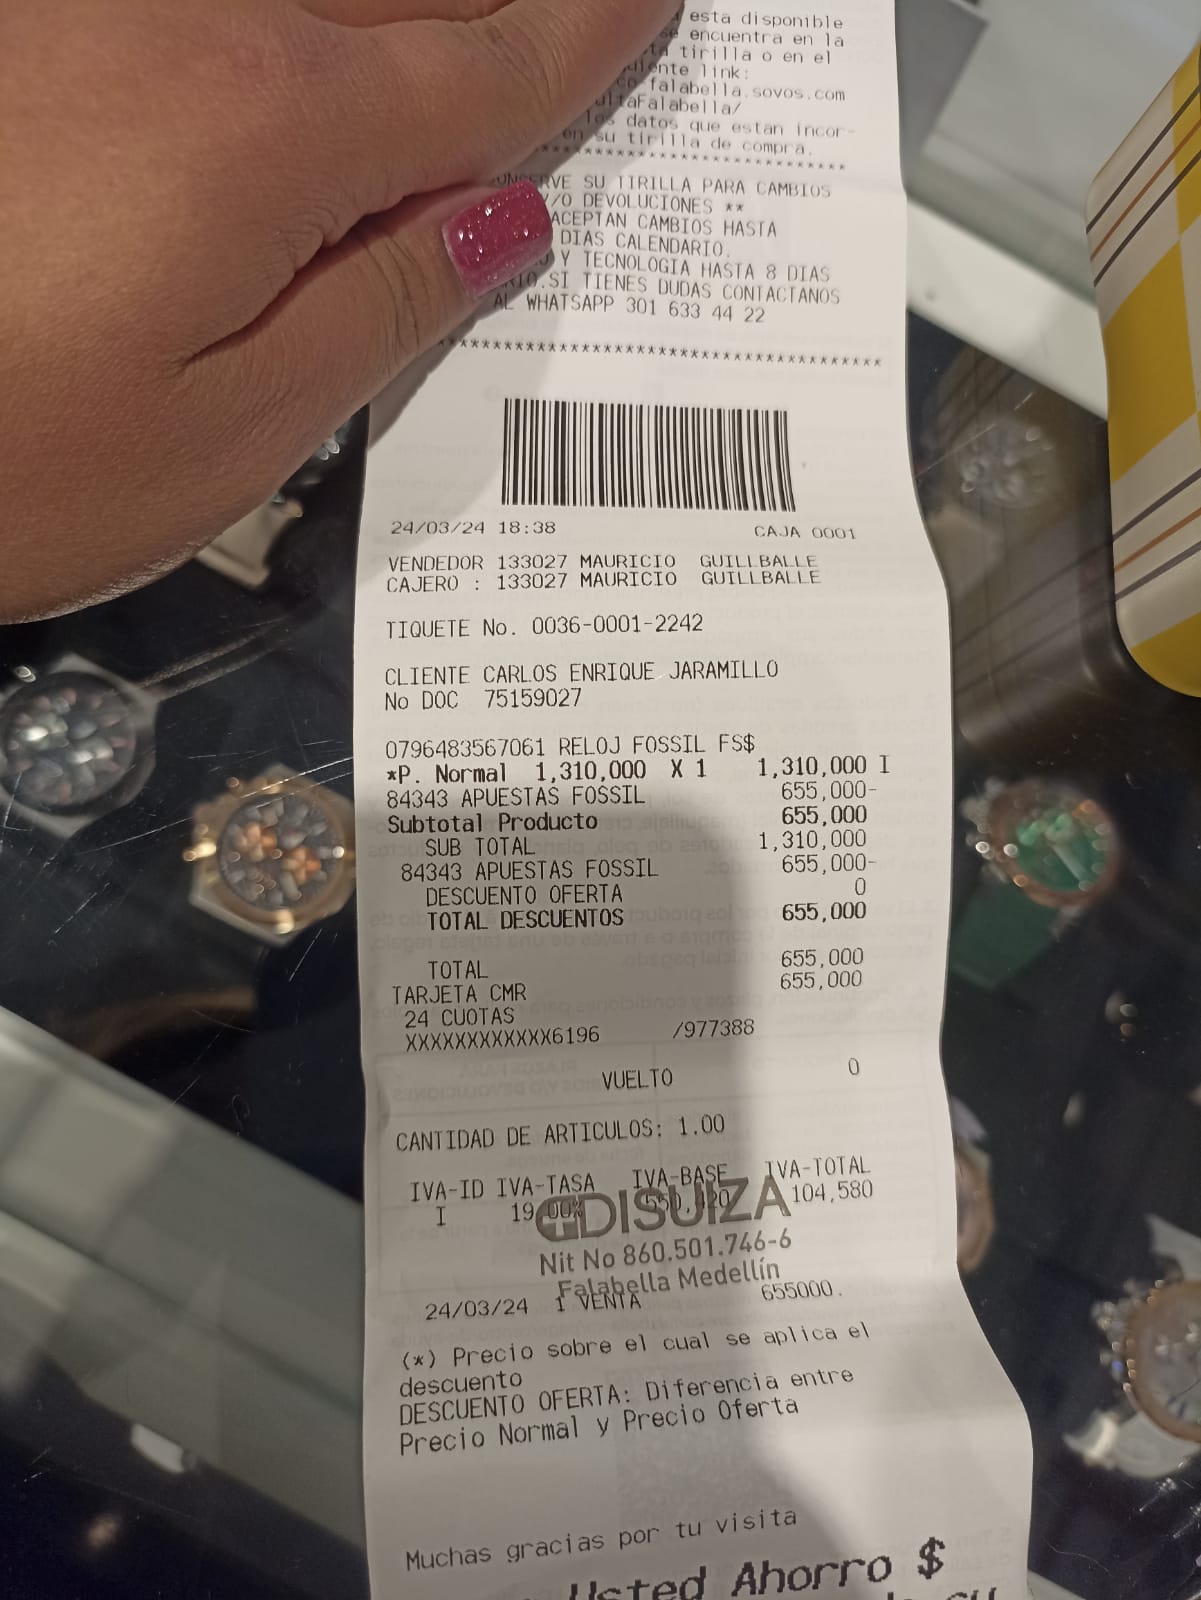 esta disponible
se encuentra en la
tirilla o en el
link:
falabella.sovos.com
ultaFalabella/
los datos que estan incor-
en su tirilla de compra.
***************************
CONSERVE SU TIRILLA PARA CAMBIOS
Y/O DEVOLUCIONES **
ACEPTAN CAMBIOS HASTA
DIAS CALENDARIO.
Y TECNOLOGIA HASTA 8 DIAS
SI TIENES DUDAS CONTACTANOS
AL WHATSAPP 301 633 44 22
****************************************
24/03/24 18:38 CAJA 0001
VENDEDOR 133027 MAURICIO GUILLBALLE
CAJERO : 133027 MAURICIO GUILLBALLE
TIQUETE No. 0036-0001-2242
CLIENTE CARLOS ENRIQUE JARAMILLO
No DOC 75159027
0796483567061 RELOJ FOSSIL FS$
*P. Normal 1,310,000 X 1 1,310,000 I
84343 APUESTAS FOSSIL 655,000-
Subtotal Producto 655,000
SUB TOTAL 1,310,000
84343 APUESTAS FOSSIL 655,000-
DESCUENTO OFERTA 0
TOTAL DESCUENTOS 655,000
TOTAL 655,000
TARJETA CMR 655,000
24 CUOTAS
XXXXXXXXXXXX6196 /977388
VUELTO 0
CANTIDAD DE ARTICULOS: 1.00
IVA-ID IVA-TASA IVA-BASE IVA-TOTAL
I 19.00% 104,580
DISUIZA
Nit No 860.501.746-6
Falabella Medellín
24/03/24 1 VENTA 655000.
(*) Precio sobre el cual se aplica el
descuento
DESCUENTO OFERTA: Diferencia entre
Precio Normal y Precio Oferta
Muchas gracias por tu visita
Usted Ahorro $